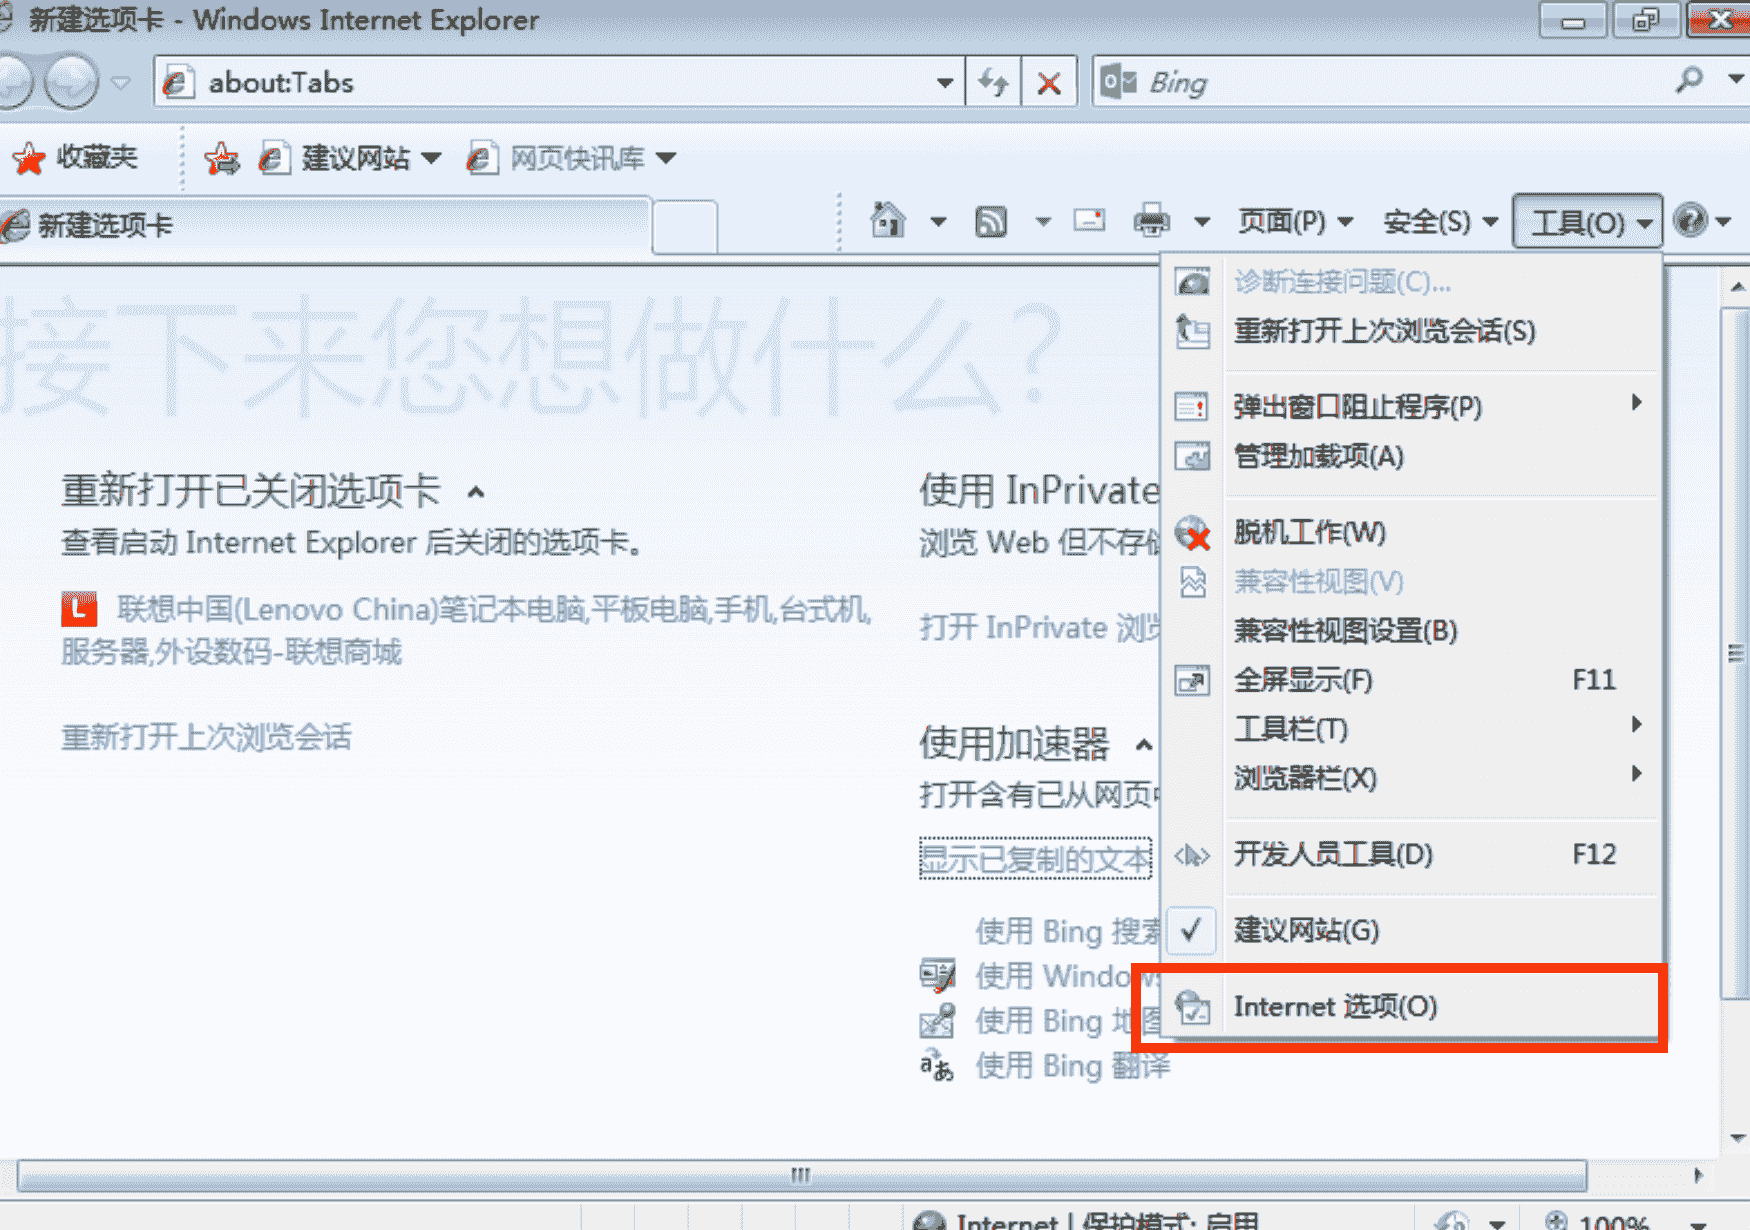 新建选项卡 - Windows Internet Explorer
about:Tabs
Bing
收藏夹
建议网站
网页快讯库
新建选项卡
页面(P)
安全(S)
工具(O)
接下来您想做什么?
重新打开已关闭选项卡
查看启动 Internet Explorer 后关闭的选项卡。
联想中国(Lenovo China)笔记本电脑,平板电脑,手机,台式机,
服务器,外设数码-联想商城
重新打开上次浏览会话
使用 InPrivate
浏览 Web 但不存储
打开 InPrivate 浏览
使用加速器
打开含有已从网页中
显示已复制的文本
使用 Bing 搜索
使用 Windows
使用 Bing 地图
使用 Bing 翻译
诊断连接问题(C)...
重新打开上次浏览会话(S)
弹出窗口阻止程序(P)
管理加载项(A)
脱机工作(W)
兼容性视图(V)
兼容性视图设置(B)
全屏显示(F) F11
工具栏(T)
浏览器栏(X)
开发人员工具(D) F12
建议网站(G)
Internet 选项(O)
Internet | 保护模式: 启用
100%